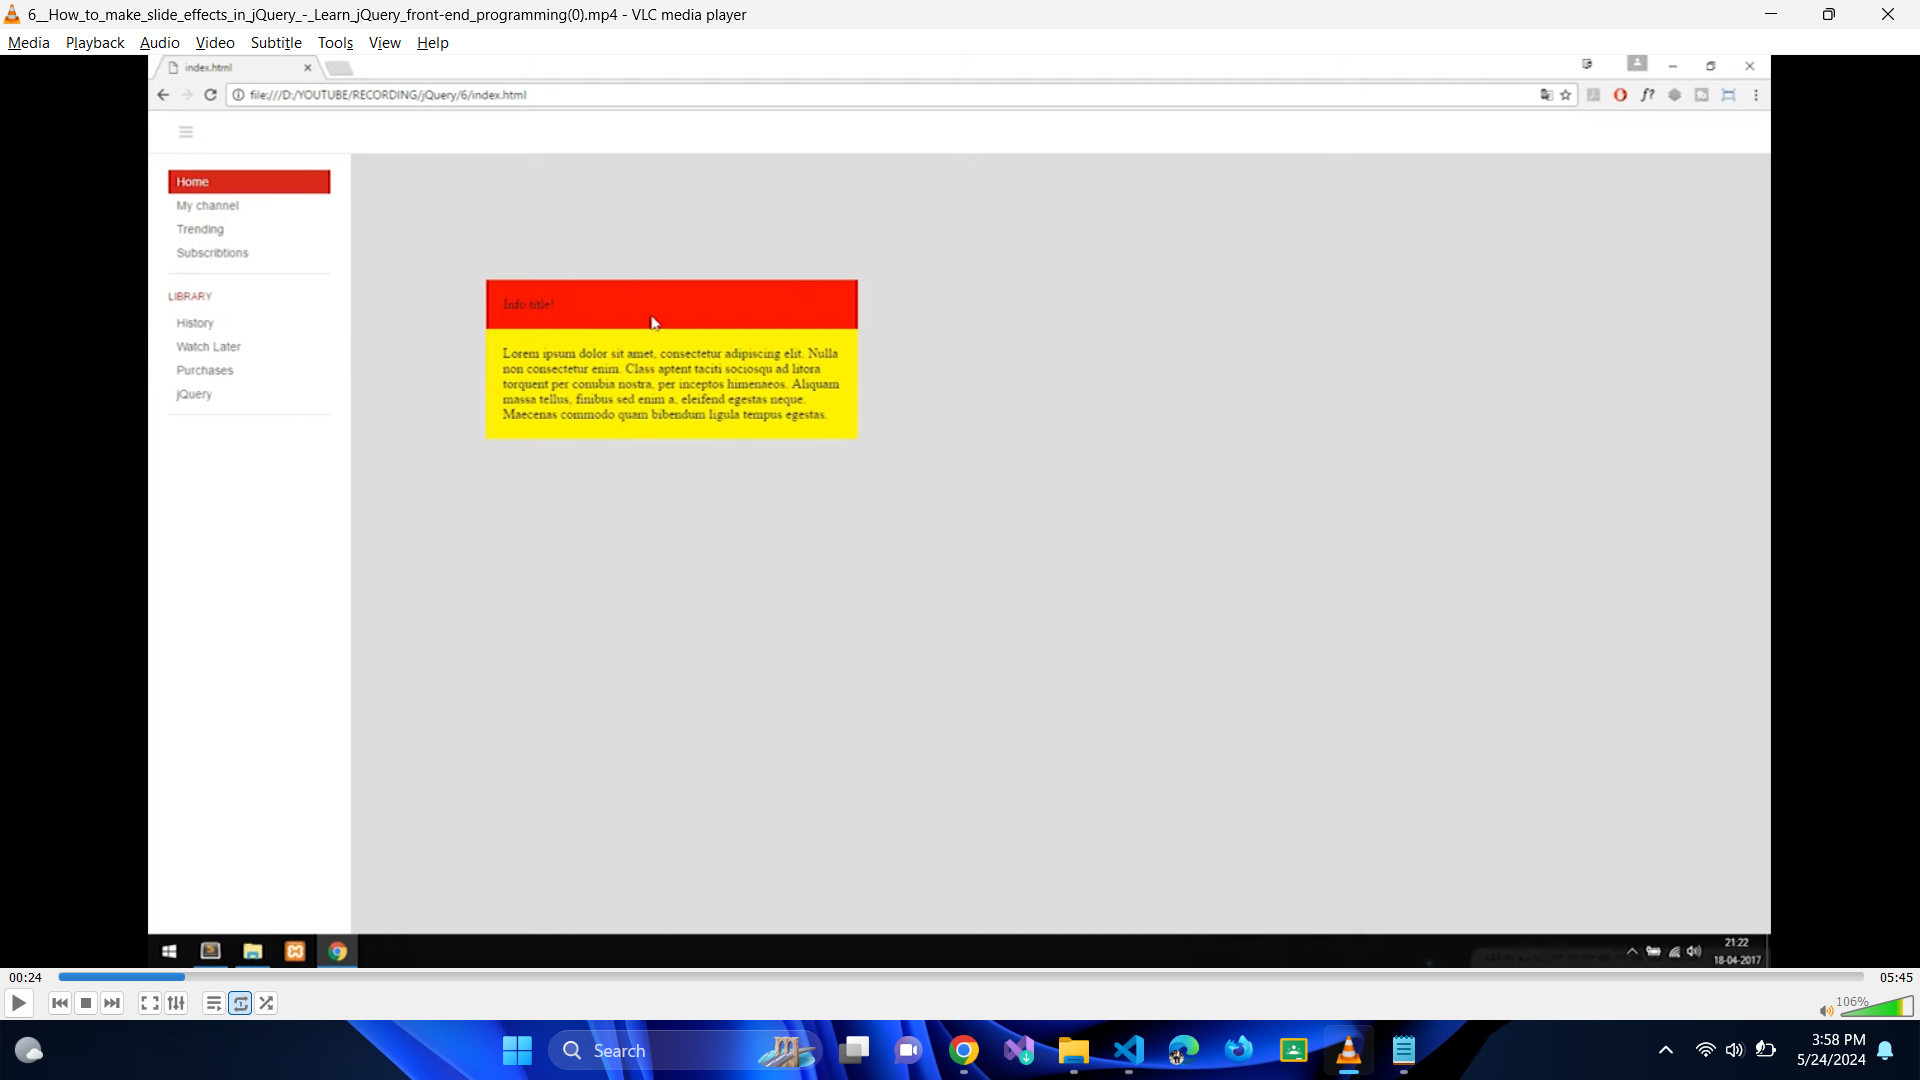 6__How_to_make_slide_effects_in_jQuery_-_Learn_jQuery_front-end_programming(0).mp4 - VLC media player
Media Playback Audio Video Subtitle Tools View Help
index.html
file:///D:/YOUTUBE/RECORDING/jQuery/6/index.html
f?
Home
My channel
Trending
Subscribtions
LIBRARY
History
Watch Later
Purchases
jQuery
Info title!
Lorem ipsum dolor sit amet, consectetur adipiscing elit. Nulla
non consectetur enim. Class aptent taciti sociosqu ad litora
torquent per conubia nostra, per inceptos himenaeos. Aliquam
massa tellus, finibus sed enim a, eleifend egestas neque.
Maecenas commodo quam bibendum ligula tempus egestas.
21:22
18-04-2017
00:24
05:45
106%
Search
3:58 PM
5/24/2024